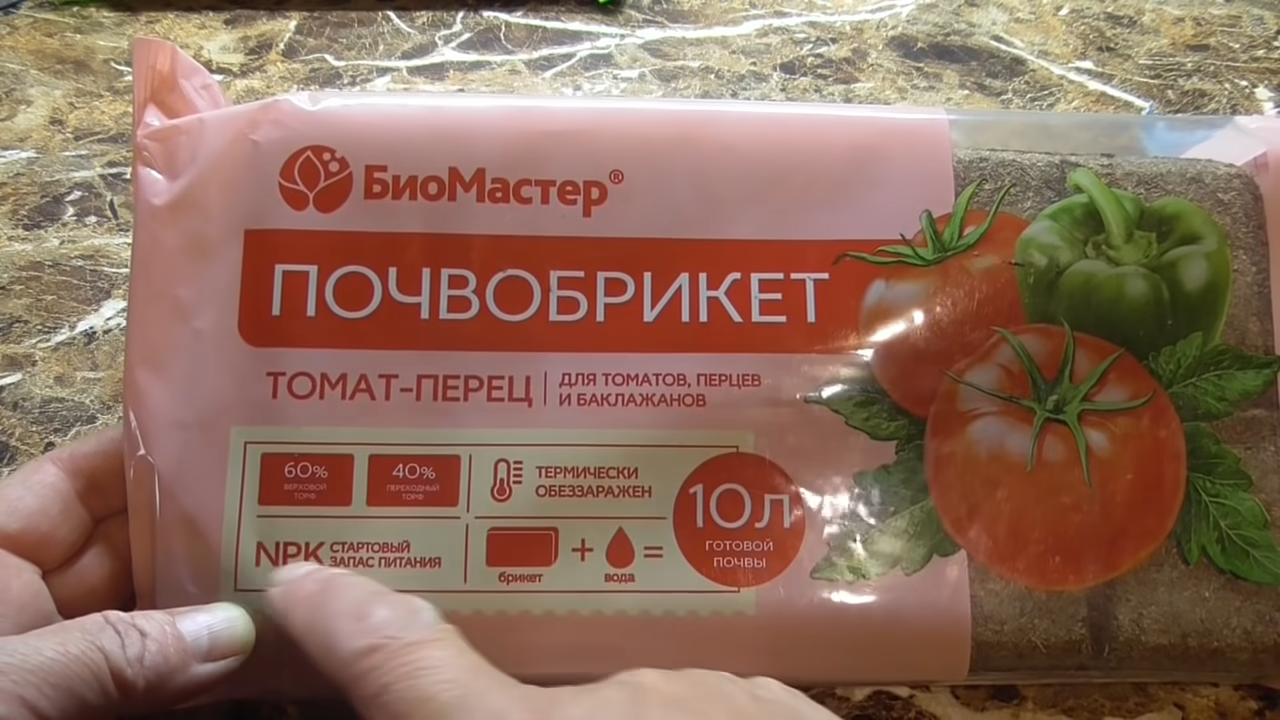 БиоМастер®
ПОЧВОБРИКЕТ
ТОМАТ-ПЕРЕЦ
ДЛЯ ТОМАТОВ, ПЕРЦЕВ
И БАКЛАЖАНОВ
60%
ВЕРХОВОЙ
ТОРФ
40%
ПЕРЕХОДНЫЙ
ТОРФ
ТЕРМИЧЕСКИ
ОБЕЗЗАРАЖЕН
NPK СТАРТОВЫЙ
ЗАПАС ПИТАНИЯ
брикет
+
вода
=
10л
ГОТОВОЙ
ПОЧВЫ